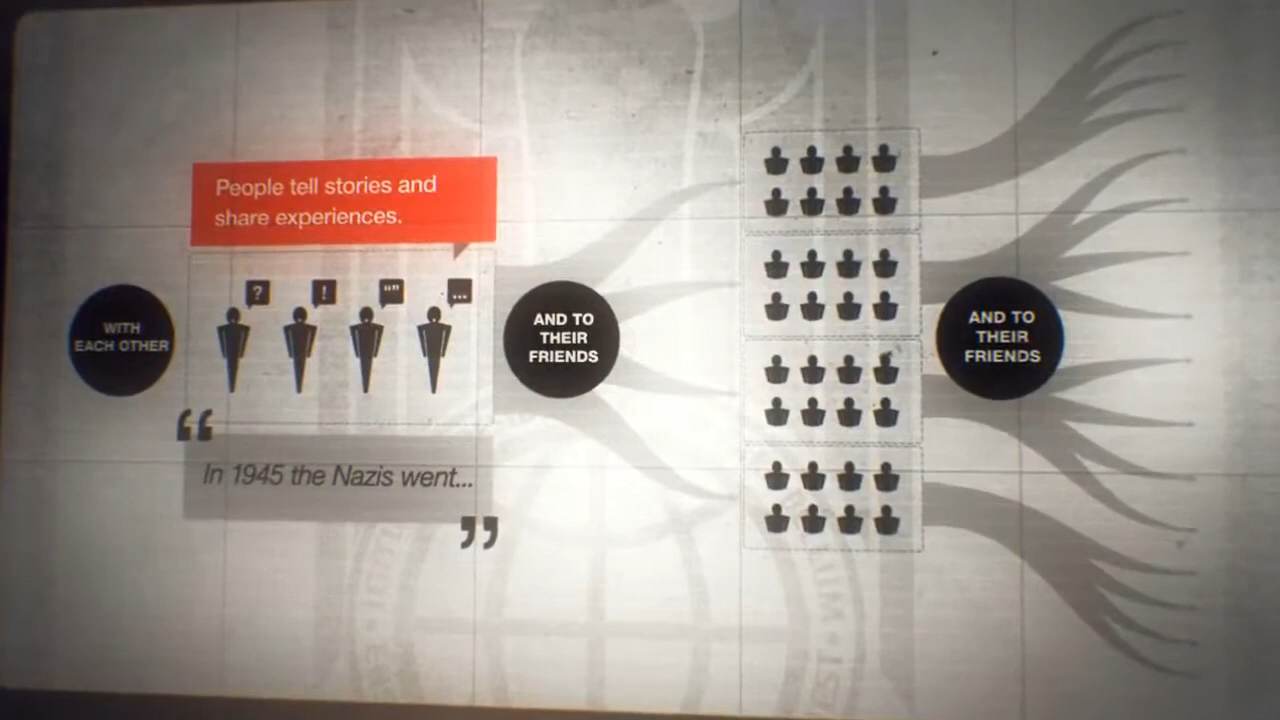 People tell stories and
share experiences.
?
!
“”
...
WITH
EACH OTHER
AND TO
THEIR
FRIENDS
AND TO
THEIR
FRIENDS
“
In 1945 the Nazis went...
”